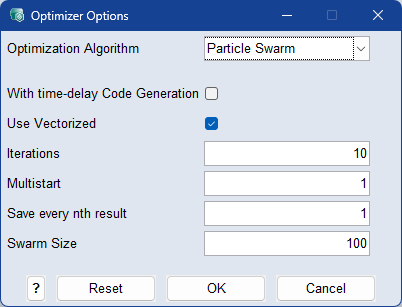 Optimizer Options
Optimization Algorithm Particle Swarm
With time-delay Code Generation
Use Vectorized
Iterations 10
Multistart 1
Save every nth result 1
Swarm Size 100
? Reset OK Cancel